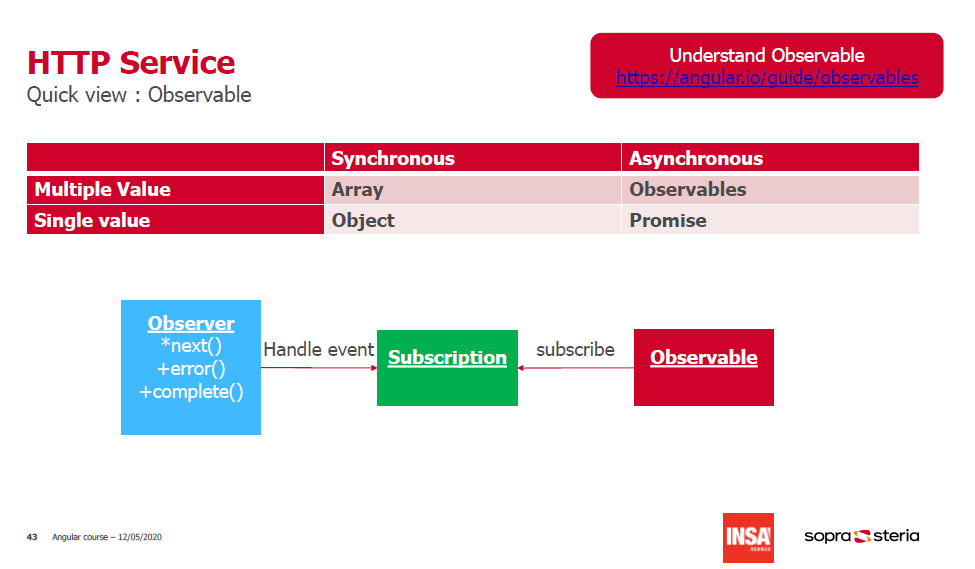 HTTP Service
Quick view : Observable
Understand Observable
https://angular.io/guide/observables
Synchronous Asynchronous
Multiple Value Array Observables
Single value Object Promise
Observer
*next()
+error()
+complete()
Handle event
Subscription
subscribe
Observable
43 Angular course – 12/05/2020
INSA
RENNES
sopra steria